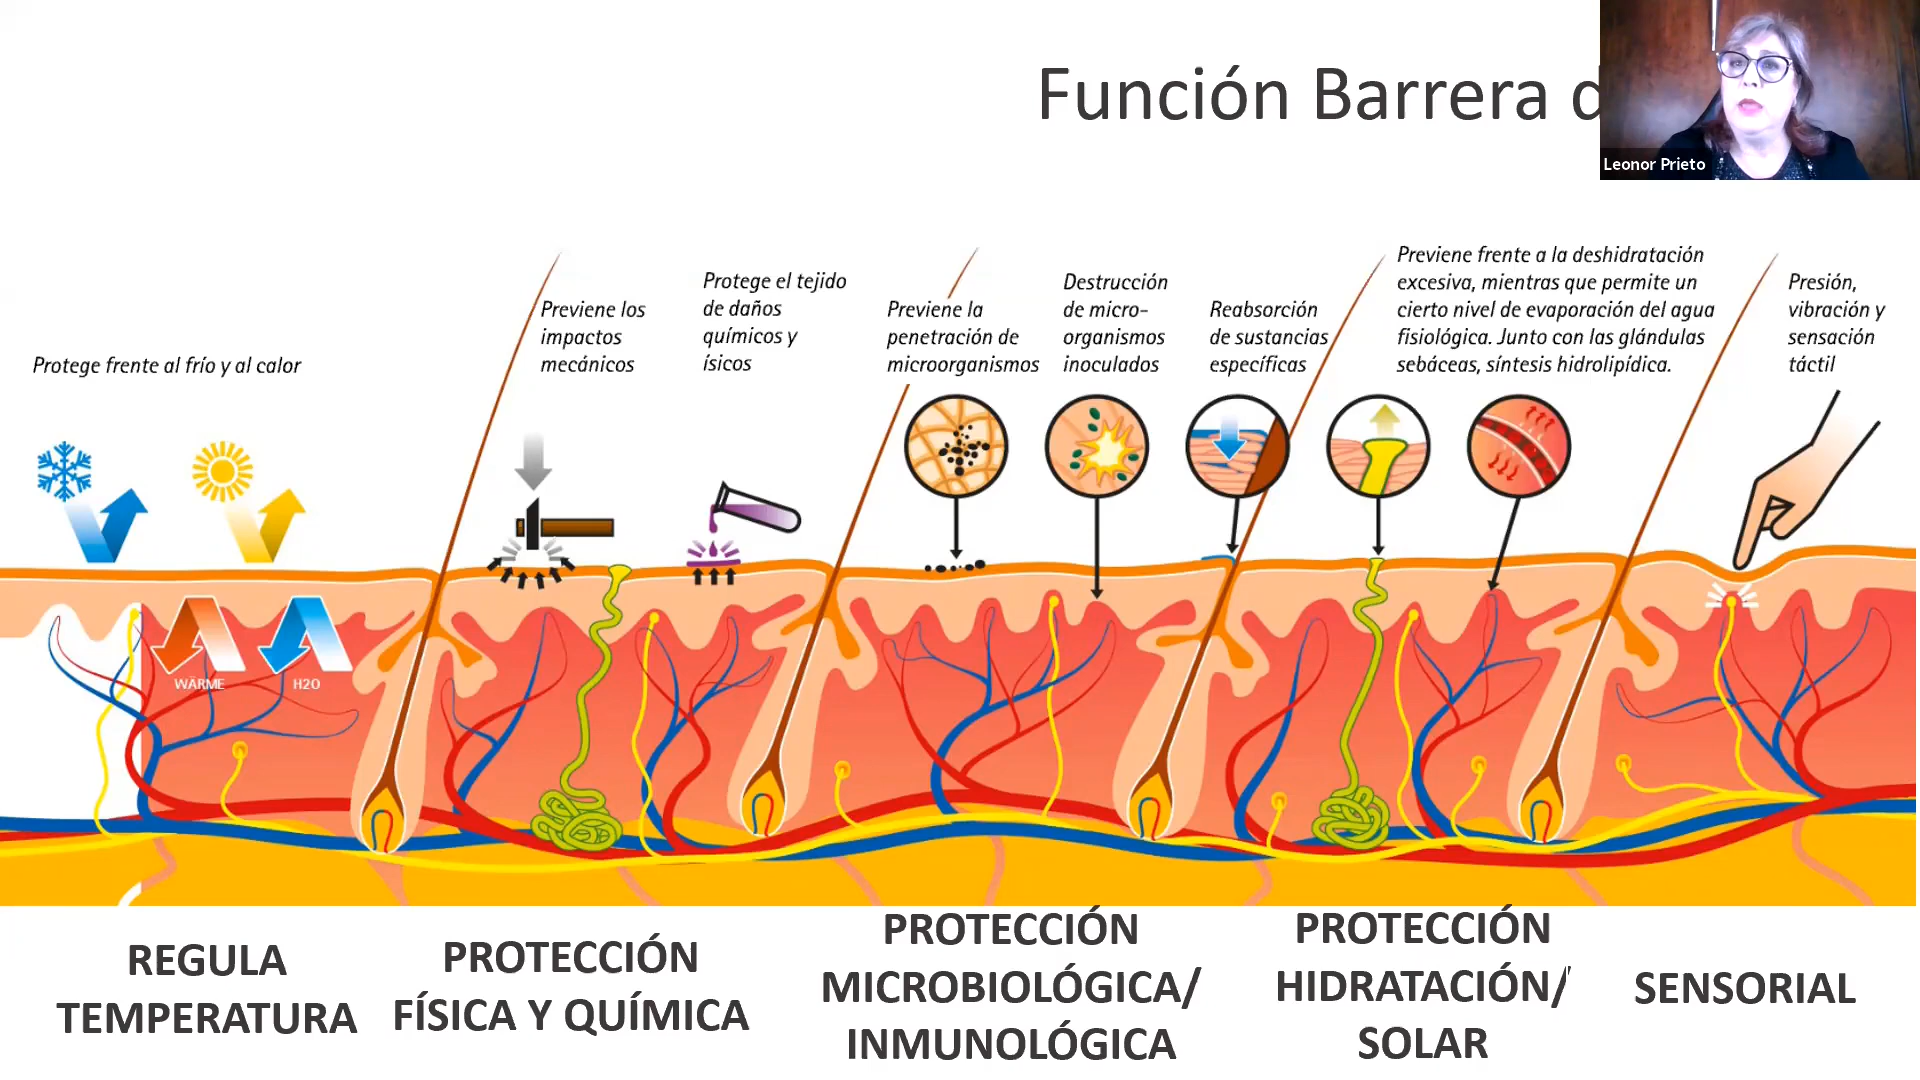 Función Barrera d
Leonor Prieto
Protege frente al frío y al calor
Previene los
impactos
mecánicos
Protege el tejido
de daños
químicos y
ísicos
Previene la
penetración de
microorganismos
Destrucción
de micro-
organismos
inoculados
Reabsorción
de sustancias
específicas
Previene frente a la deshidratación
excesiva, mientras que permite un
cierto nivel de evaporación del agua
fisiológica. Junto con las glándulas
sebáceas, síntesis hidrolipídica.
Presión,
vibración y
sensación
táctil
WÄRME
H2O
REGULA
TEMPERATURA
PROTECCIÓN
FÍSICA Y QUÍMICA
PROTECCIÓN
MICROBIOLÓGICA/
INMUNOLÓGICA
PROTECCIÓN
HIDRATACIÓN/
SOLAR
SENSORIAL